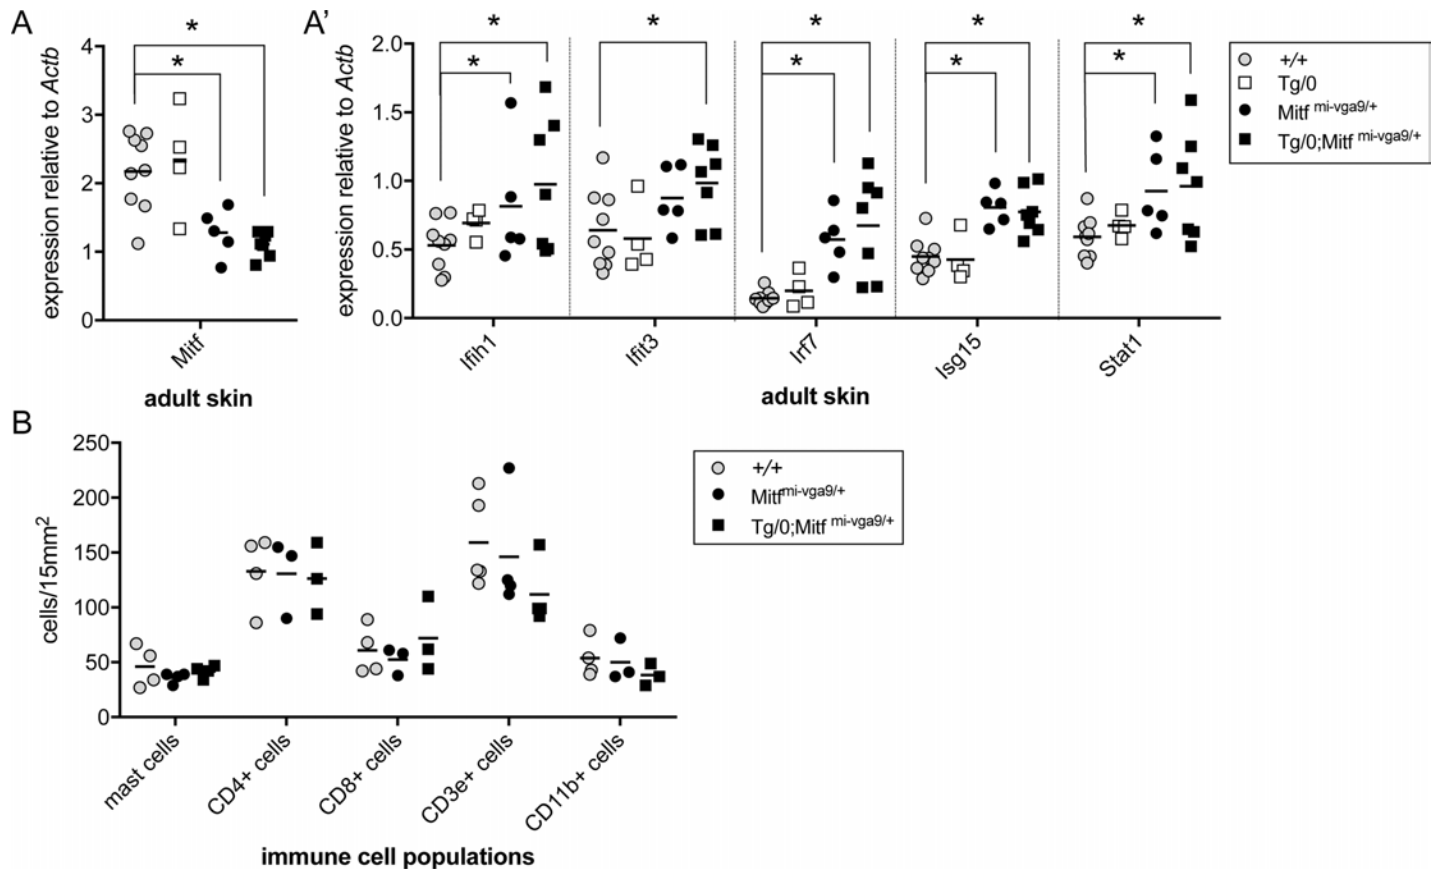 A
*
*
expression relative to Actb
4
3
2
1
0
Mitf
adult skin
A'
* * * * *
* * * *
expression relative to Actb
2.0
1.5
1.0
0.5
0.0
Ifih1
Ifit3
Irf7
Isg15
Stat1
adult skin
+/+
Tg/0
Mitf mi-vga9/+
Tg/0;Mitf mi-vga9/+
B
cells/15mm2
250
200
150
100
50
0
mast cells
CD4+ cells
CD8+ cells
CD3e+ cells
CD11b+ cells
immune cell populations
+/+
Mitfmi-vga9/+
Tg/0;Mitf mi-vga9/+